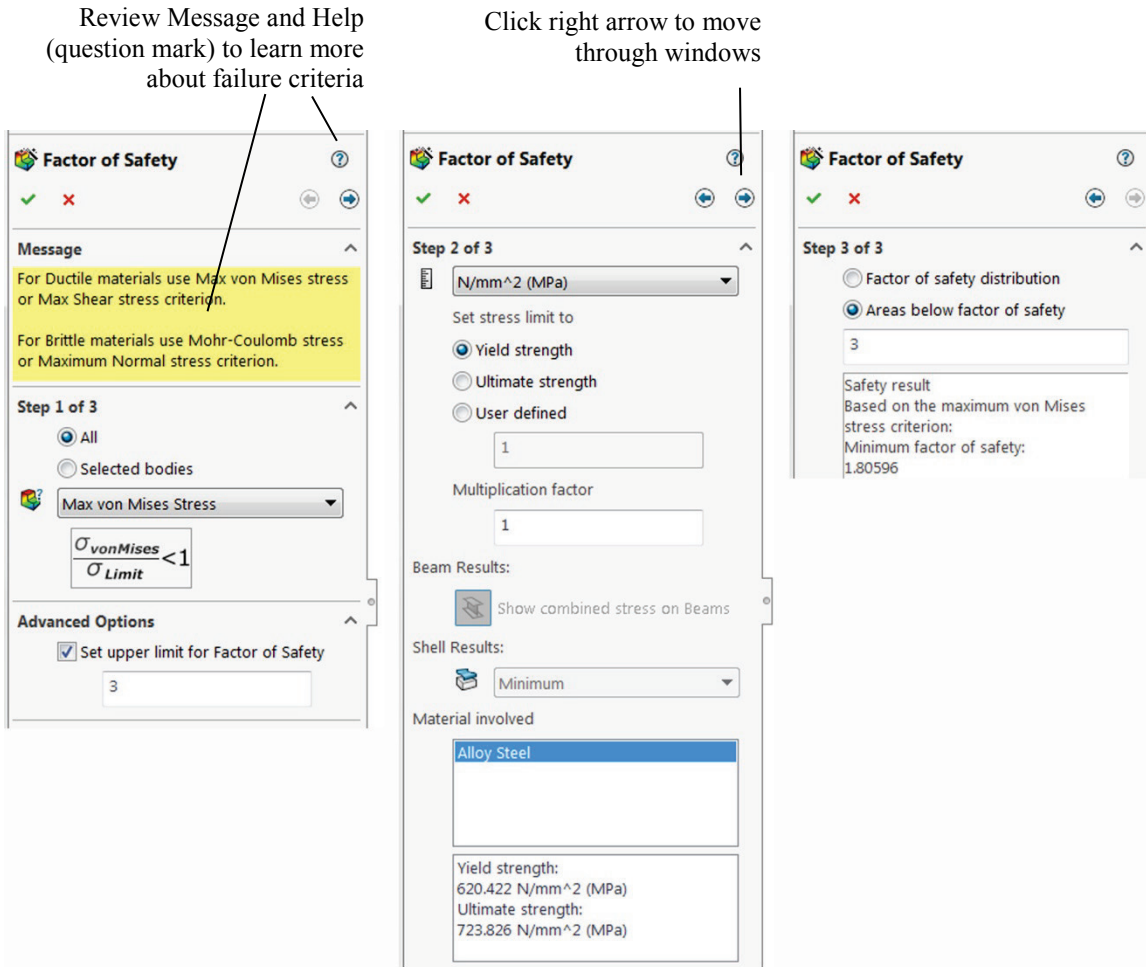 Review Message and Help
(question mark) to learn more
about failure criteria
Click right arrow to move
through windows
Factor of Safety
?
Message
For Ductile materials use Max von Mises stress
or Max Shear stress criterion.
For Brittle materials use Mohr-Coulomb stress
or Maximum Normal stress criterion.
Step 1 of 3
All
Selected bodies
Max von Mises Stress
σvonMises
σLimit <1
Advanced Options
Set upper limit for Factor of Safety
3
Factor of Safety
?
Step 2 of 3
N/mm^2 (MPa)
Set stress limit to
Yield strength
Ultimate strength
User defined
1
Multiplication factor
1
Beam Results:
Show combined stress on Beams
Shell Results:
Minimum
Material involved
Alloy Steel
Yield strength:
620.422 N/mm^2 (MPa)
Ultimate strength:
723.826 N/mm^2 (MPa)
Factor of Safety
?
Step 3 of 3
Factor of safety distribution
Areas below factor of safety
3
Safety result
Based on the maximum von Mises
stress criterion:
Minimum factor of safety:
1.80596